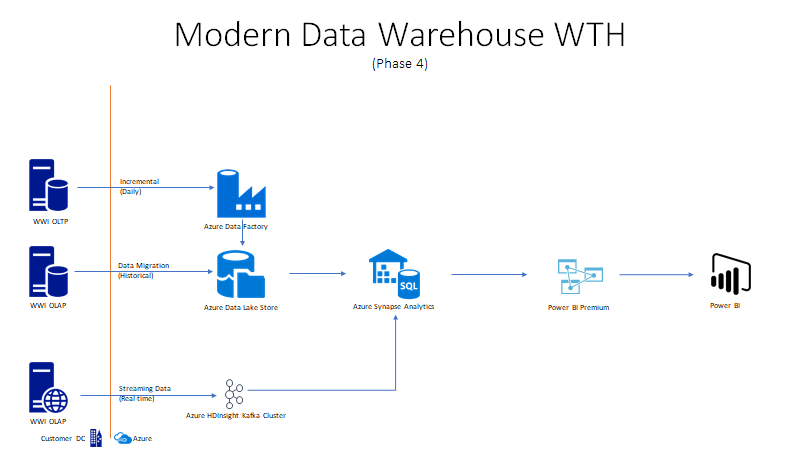 Modern Data Warehouse WTH
(Phase 4)
Incremental
(Daily)
WWI OLTP
Azure Data Factory
Data Migration
(Historical)
SQL
WWI OLAP
Azure Data Lake Store
Azure Synapse Analytics
Power BI Premium
Power BI
Streaming Data
(Real time)
WWI OLAP
Azure HDInsight Kafka Cluster
Customer DC
Azure